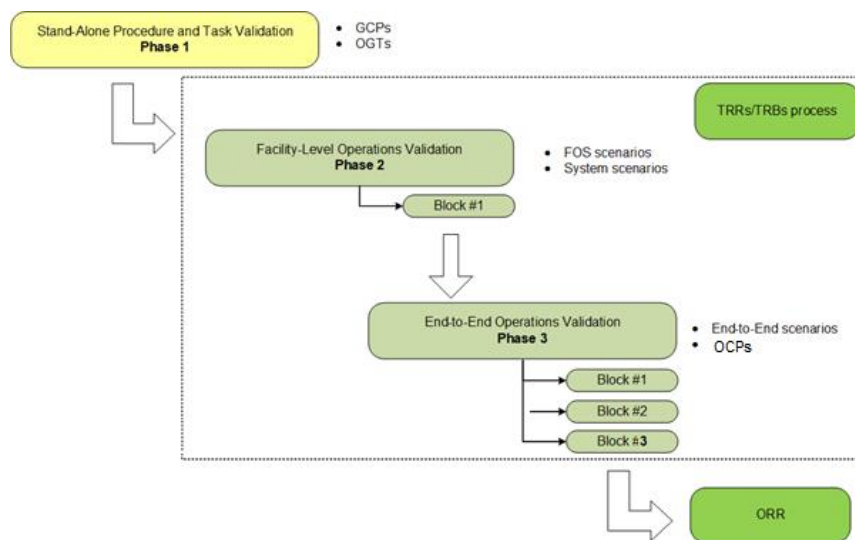 Stand-Alone Procedure and Task Validation
Phase 1
• GCPs
• OGTs
TRRs/TRBs process
Facility-Level Operations Validation
Phase 2
• FOS scenarios
• System scenarios
Block #1
End-to-End Operations Validation
Phase 3
• End-to-End scenarios
• OCPs
Block #1
Block #2
Block #3
ORR